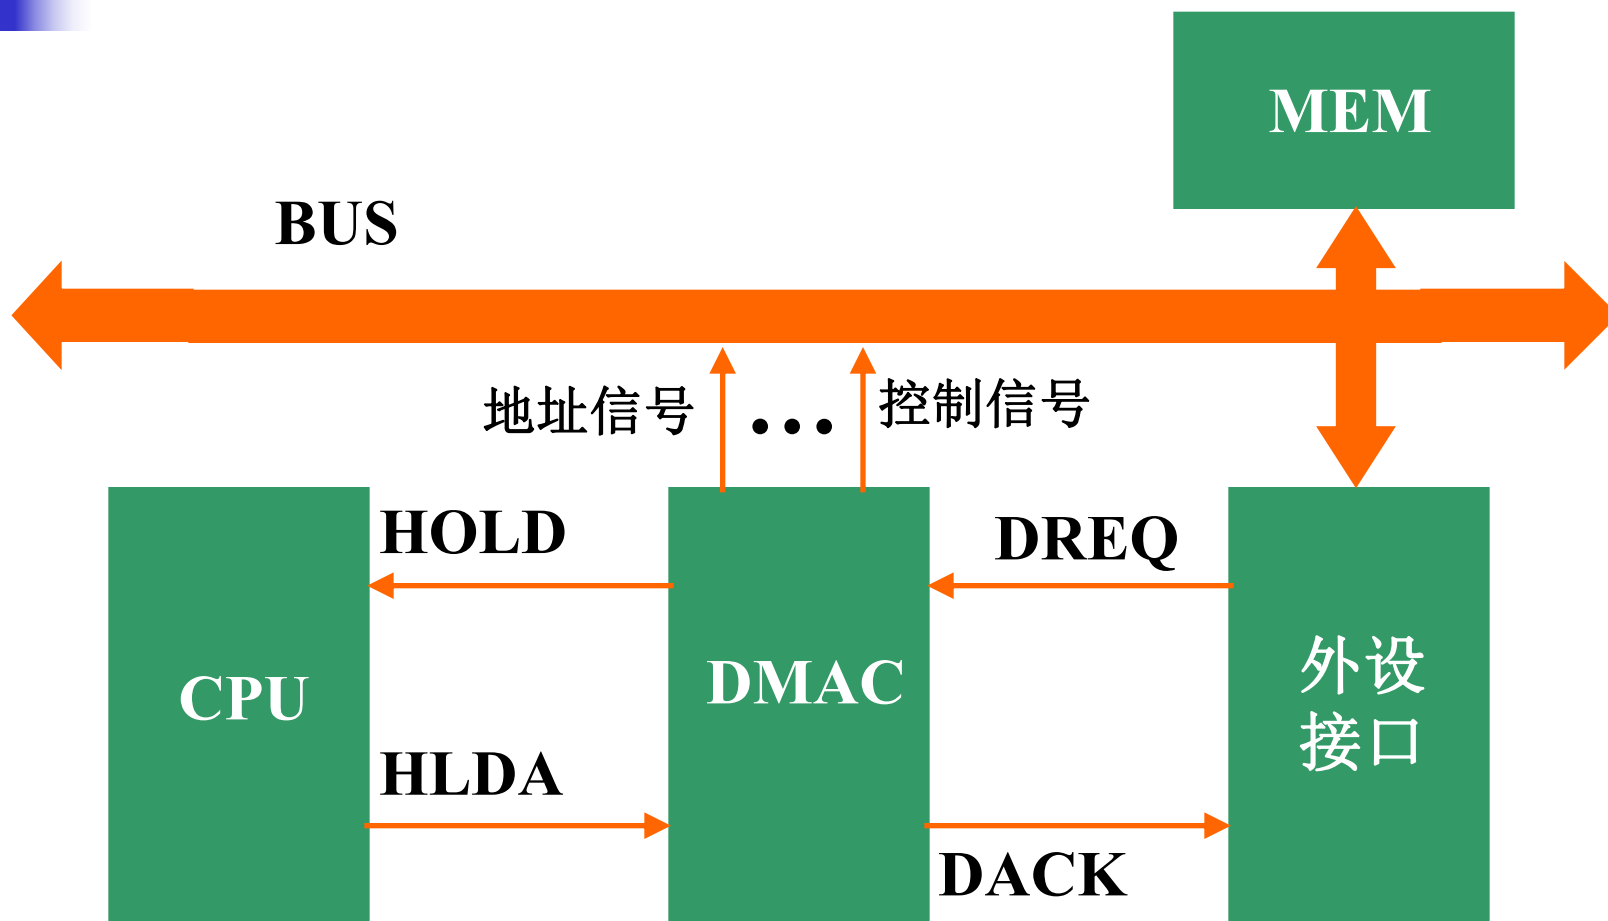 MEM
BUS
地址信号
...
控制信号
HOLD
DREQ
CPU
DMAC
外设
接口
HLDA
DACK